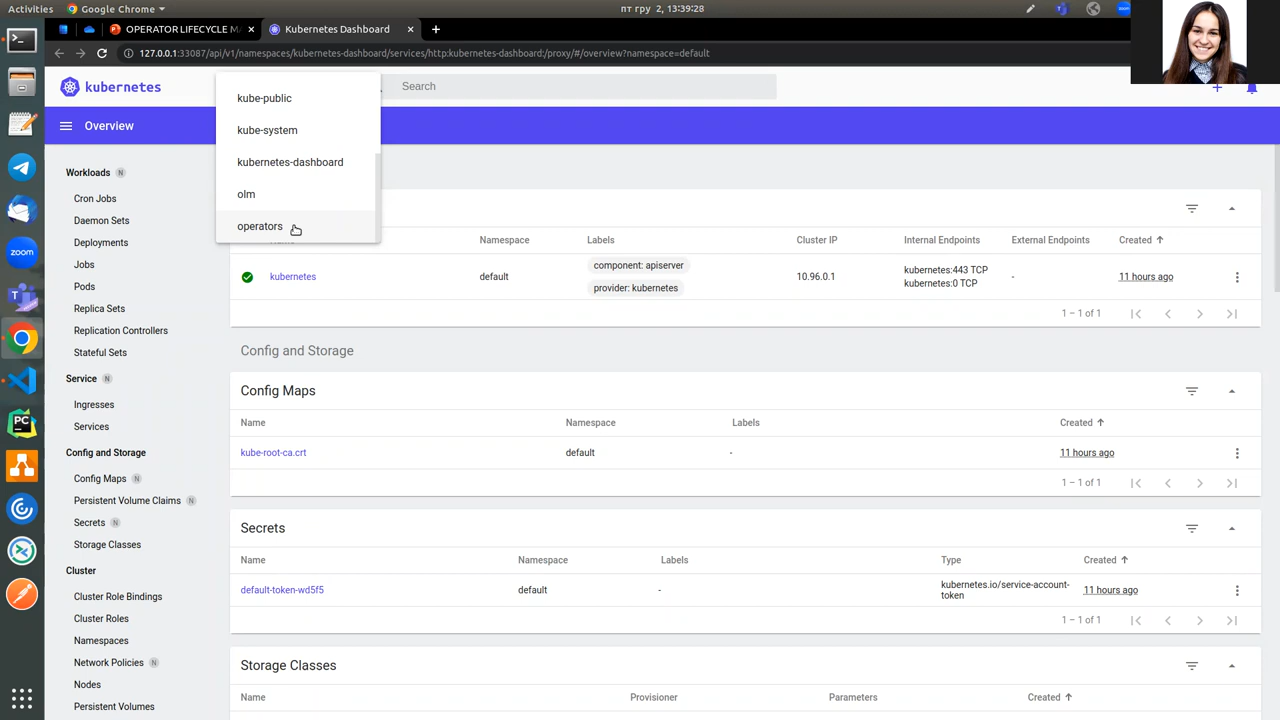 Activities
Google Chrome
пт гру 2, 13:39:28
OPERATOR LIFECYCLE MA
Kubernetes Dashboard
127.0.0.1:33087/api/v1/namespaces/kubernetes-dashboard/services/http:kubernetes-dashboard:/proxy/#/overview?namespace=default
kubernetes
Search
Overview
kube-public
kube-system
kubernetes-dashboard
olm
operators
Workloads N
Cron Jobs
Daemon Sets
Deployments
Jobs
Pods
Replica Sets
Replication Controllers
Stateful Sets
Service N
Ingresses
Services
Config and Storage
Config Maps N
Persistent Volume Claims N
Secrets N
Storage Classes
Cluster
Cluster Role Bindings
Cluster Roles
Namespaces
Network Policies N
Nodes
Persistent Volumes
Namespace Labels Cluster IP Internal Endpoints External Endpoints Created
kubernetes default component: apiserver 10.96.0.1 kubernetes:443 TCP - 11 hours ago
provider: kubernetes kubernetes:0 TCP
1 – 1 of 1
Config and Storage
Config Maps
Name Namespace Labels Created
kube-root-ca.crt default - 11 hours ago
1 – 1 of 1
Secrets
Name Namespace Labels Type Created
default-token-wd5f5 default - kubernetes.io/service-account-token 11 hours ago
1 – 1 of 1
Storage Classes
Name Provisioner Parameters Created
zoom
PC
zoom